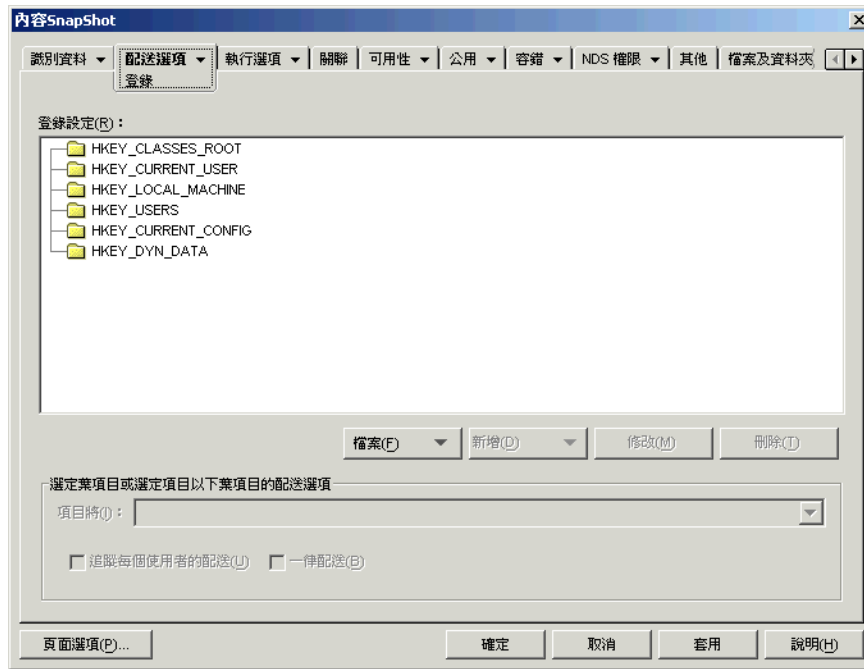 內容SnapShot
識別資料 配送選項 執行選項 關聯 可用性 公用 容錯 NDS 權限 其他 檔案及資料夾
登錄
登錄設定(R)：
HKEY_CLASSES_ROOT
HKEY_CURRENT_USER
HKEY_LOCAL_MACHINE
HKEY_USERS
HKEY_CURRENT_CONFIG
HKEY_DYN_DATA
檔案(F) 新增(D) 修改(M) 刪除(T)
選定葉項目或選定項目以下葉項目的配送選項
項目將(I)：
追蹤每個使用者的配送(U) 一律配送(B)
頁面選項(P)... 確定 取消 套用 說明(H)